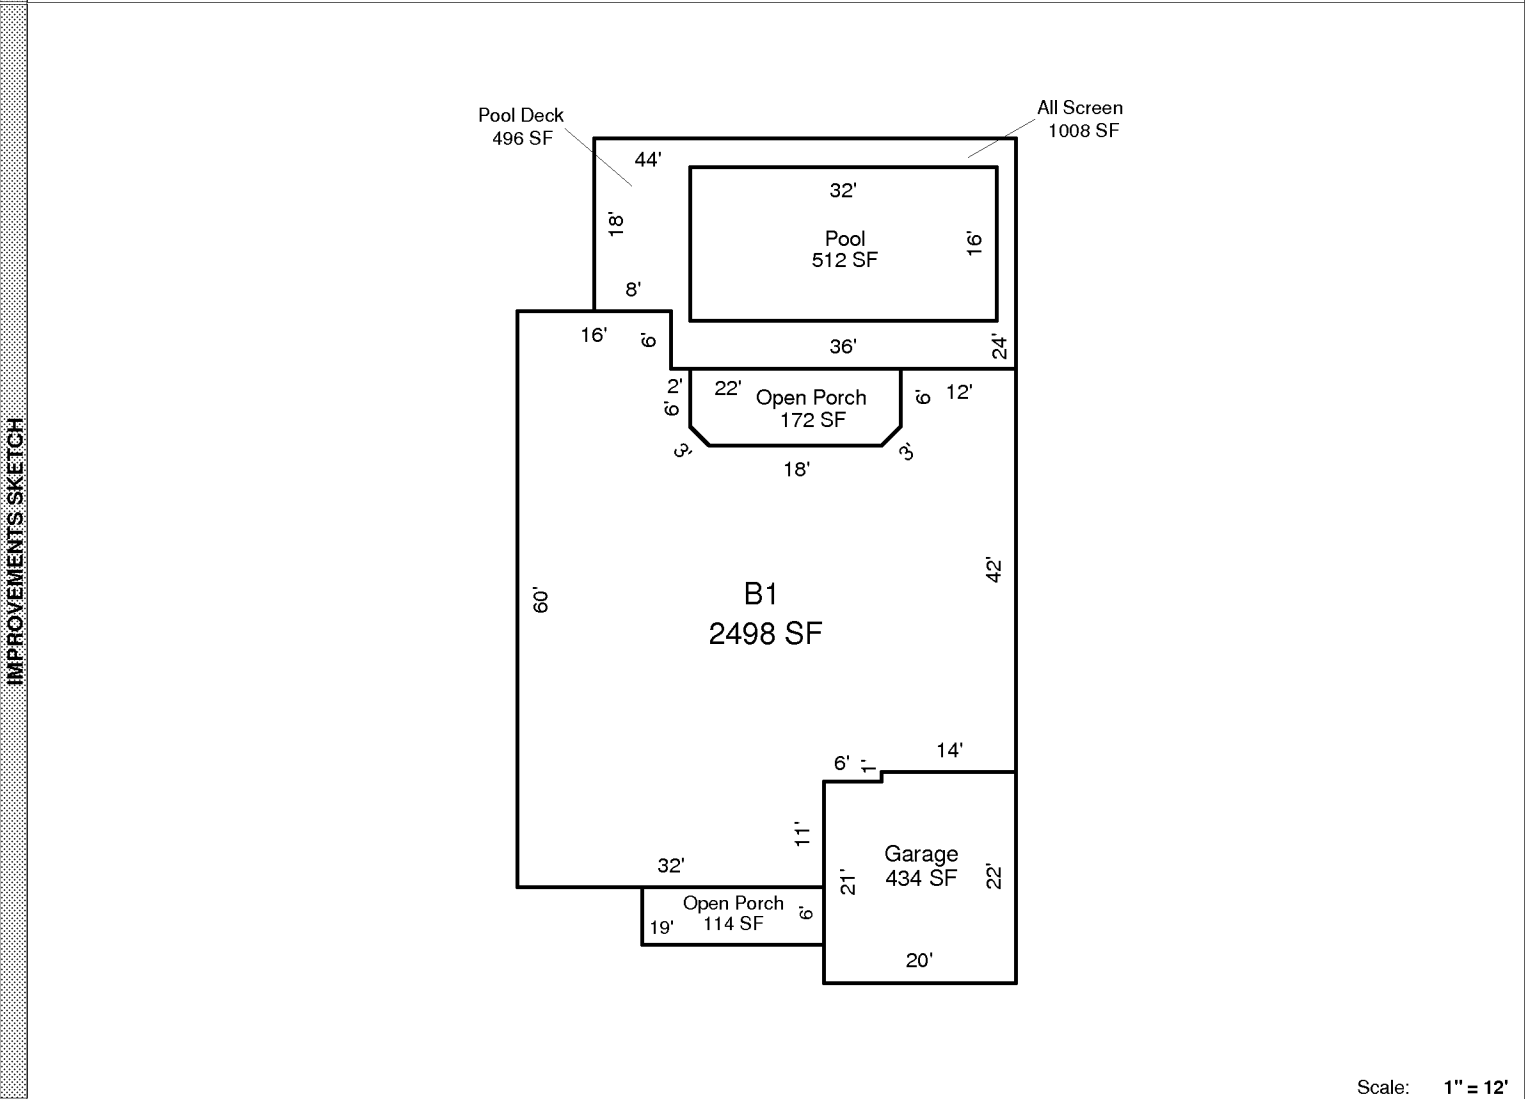 IMPROVEMENTS SKETCH
Pool Deck
496 SF
All Screen
1008 SF
44'
32'
18'
Pool
512 SF
16'
8'
16'
6'
36'
24'
2'
22'
Open Porch
172 SF
6'
6'
12'
3'
18'
3'
42'
60'
B1
2498 SF
6'
1'
14'
11'
32'
Garage
434 SF
21'
22'
Open Porch
114 SF
19'
6'
20'
Scale: 1" = 12'